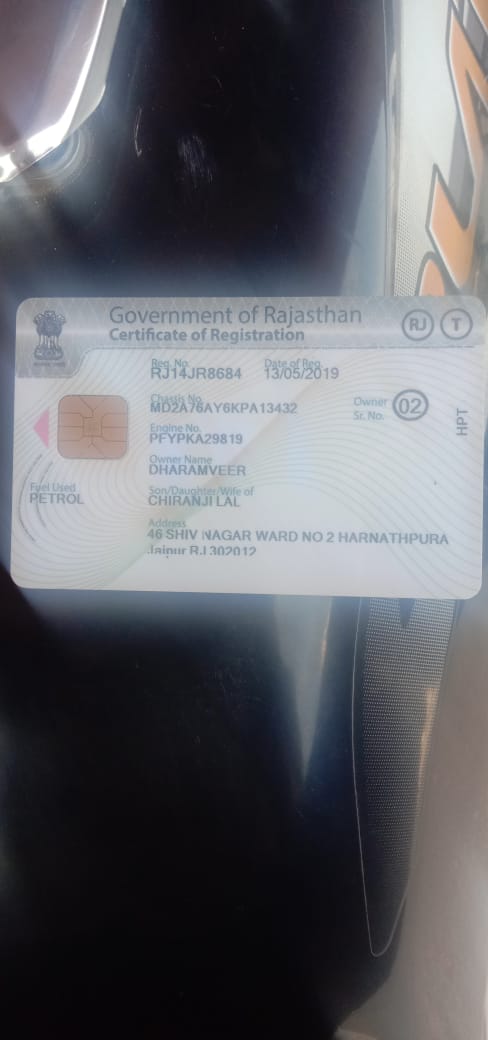 Government of Rajasthan
Certificate of Registration
RJ T
Reg. No. Date of Reg.
RJ14JR8684 13/05/2019
Chassis No.
MD2A76AY6KPA13432
Owner Sr. No. 02
Engine No.
PFYPKA29819
HPT
Owner Name
DHARAMVEER
Fuel Used
PETROL
Son/Daughter/Wife of
CHIRANJI LAL
Address
46 SHIV NAGAR WARD NO 2 HARNATHPURA
Jaipur RJ 302012